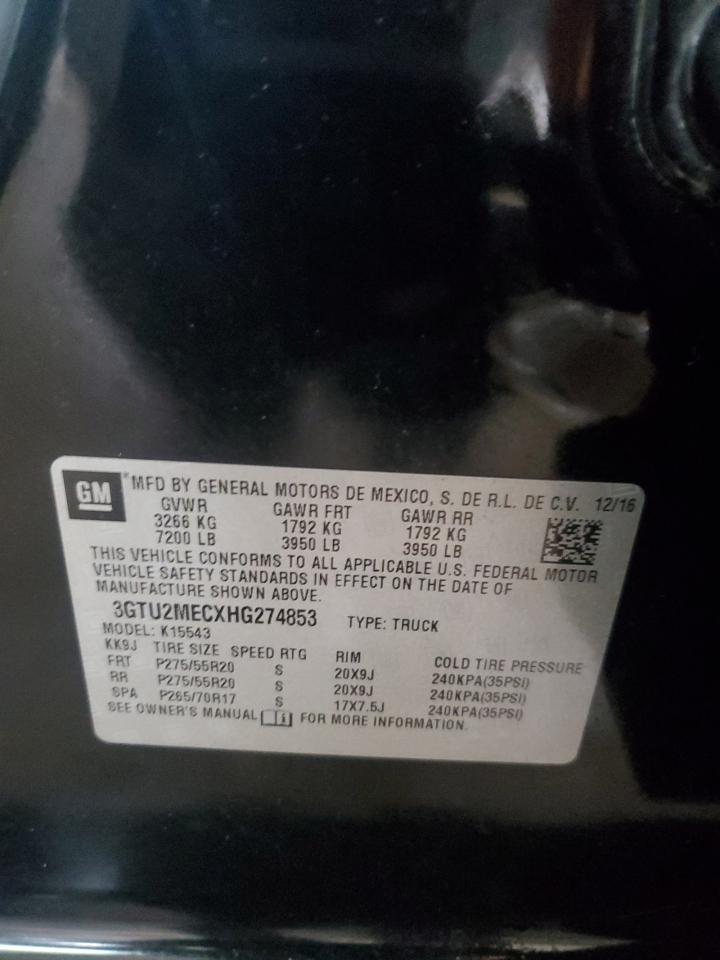 GM MFD BY GENERAL MOTORS DE MEXICO, S. DE R.L. DE C.V. 12/16
GVWR GAWR FRT GAWR RR
3266 KG 1792 KG 1792 KG
7200 LB 3950 LB 3950 LB
THIS VEHICLE CONFORMS TO ALL APPLICABLE U.S. FEDERAL MOTOR
VEHICLE SAFETY STANDARDS IN EFFECT ON THE DATE OF
MANUFACTURE SHOWN ABOVE.
3GTU2MECXHG274853 TYPE: TRUCK
MODEL: K15543
KK9J TIRE SIZE SPEED RTG RIM COLD TIRE PRESSURE
FRT P275/55R20 S 20X9J 240KPA(35PSI)
RR P275/55R20 S 20X9J 240KPA(35PSI)
SPA P265/70R17 S 17X7.5J 240KPA(35PSI)
SEE OWNER'S MANUAL FOR MORE INFORMATION.